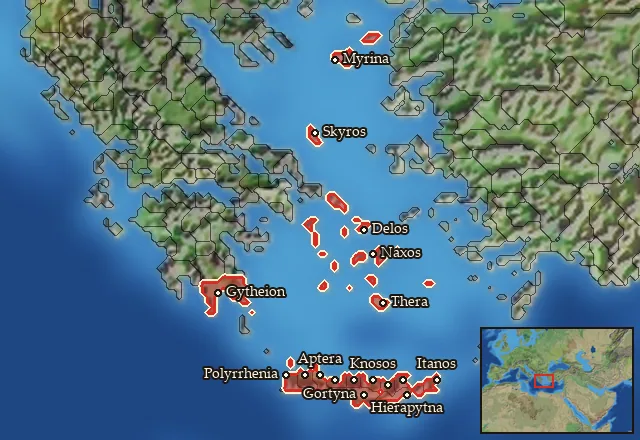 Myrina
Skyros
Delos
Naxos
Gytheion
Thera
Aptera
Polyrrhenia
Knosos
Itanos
Gortyna
Hierapytna